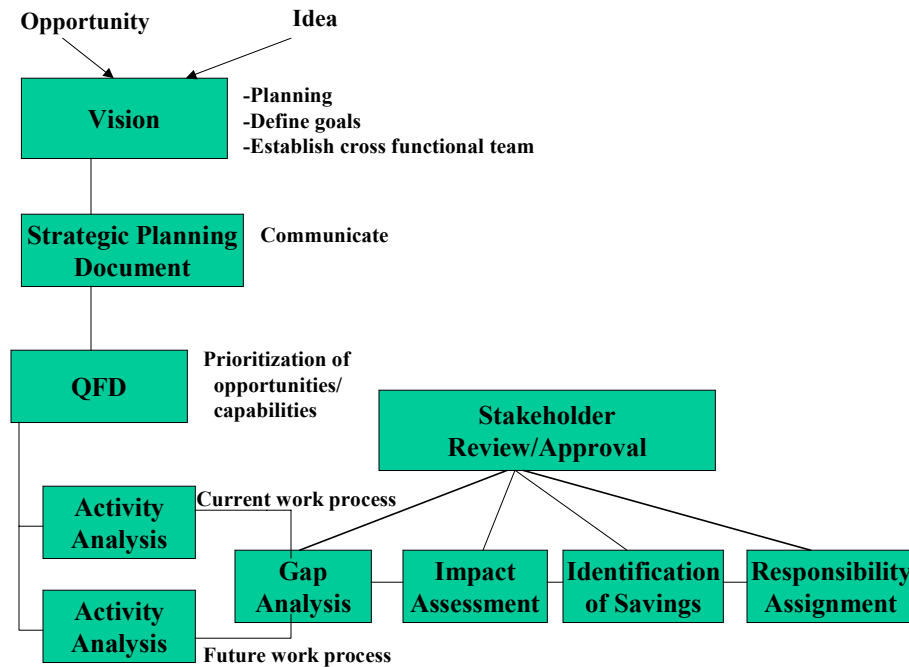 Opportunity
Idea
Vision
-Planning
-Define goals
-Establish cross functional team
Strategic Planning
Document
Communicate
QFD
Prioritization of
opportunities/
capabilities
Stakeholder
Review/Approval
Activity
Analysis
Current work process
Gap
Analysis
Impact
Assessment
Identification
of Savings
Responsibility
Assignment
Activity
Analysis
Future work process